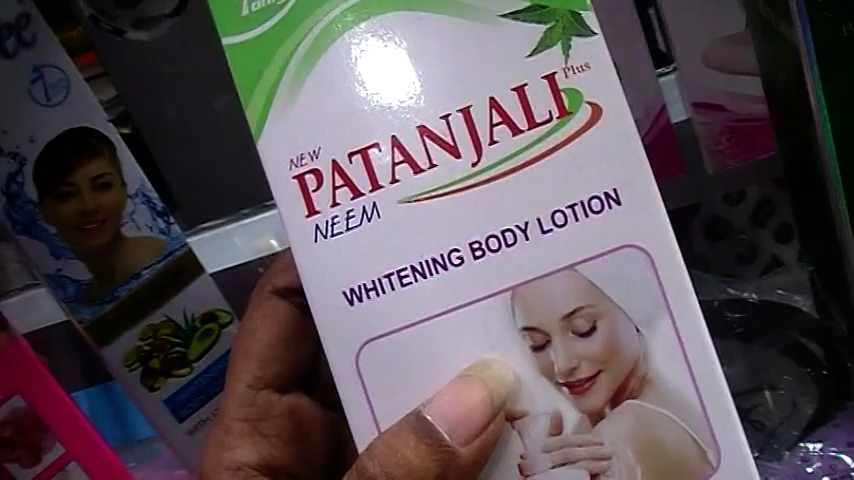 Plus
NEW
PATANJALI
NEEM
WHITENING BODY LOTION